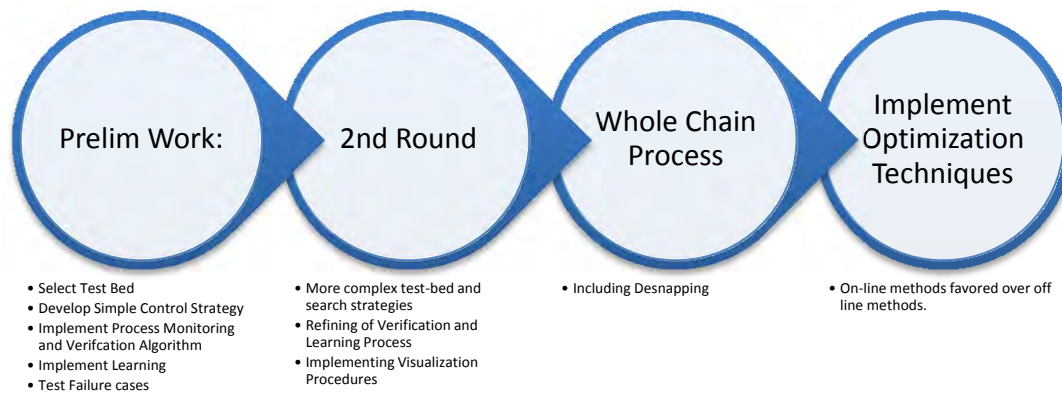 Prelim Work:
2nd Round
Whole Chain
Process
Implement
Optimization
Techniques
• Select Test Bed
• Develop Simple Control Strategy
• Implement Process Monitoring
and Verifcation Algorithm
• Implement Learning
• Test Failure cases
• More complex test-bed and
search strategies
• Refining of Verification and
Learning Process
• Implementing Visualization
Procedures
• Including Desnapping
• On-line methods favored over off
line methods.